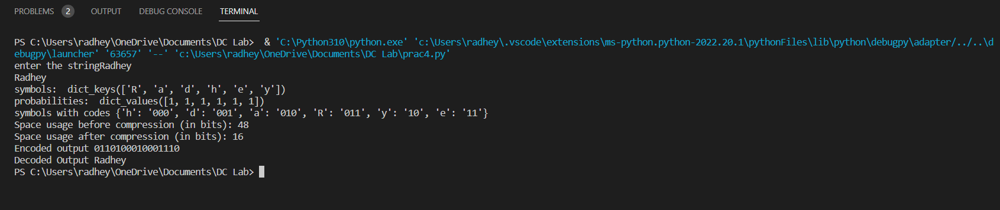 PROBLEMS 2 OUTPUT DEBUG CONSOLE TERMINAL
PS C:\Users\radhey\OneDrive\Documents\DC Lab>  & 'C:\Python310\python.exe' 'c:\Users\radhey\.vscode\extensions\ms-python.python-2022.20.1\pythonFiles\lib\python\debugpy\adapter/../..\d
ebugpy\launcher' '63657' '--' 'c:\Users\radhey\OneDrive\Documents\DC Lab\prac4.py'
enter the stringRadhey
Radhey
symbols:  dict_keys(['R', 'a', 'd', 'h', 'e', 'y'])
probabilities:  dict_values([1, 1, 1, 1, 1, 1])
symbols with codes {'h': '000', 'd': '001', 'a': '010', 'R': '011', 'y': '10', 'e': '11'}
Space usage before compression (in bits): 48
Space usage after compression (in bits): 16
Encoded output 0110100010001110
Decoded Output Radhey
PS C:\Users\radhey\OneDrive\Documents\DC Lab>